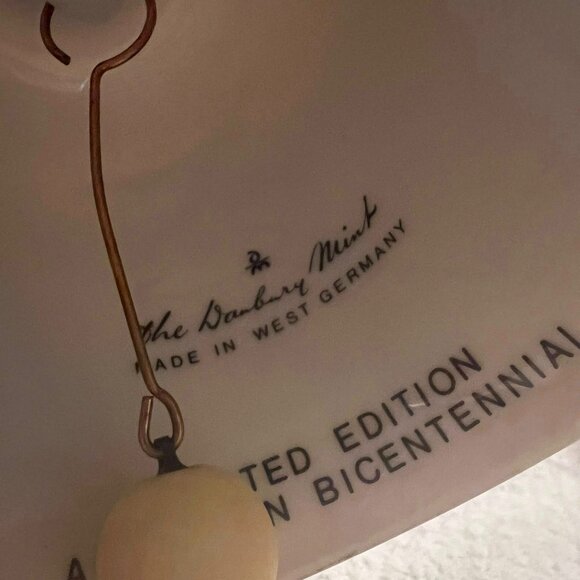 The Danbury Mint
MADE IN WEST GERMANY
TED EDITION
A N BICENTENNIAL